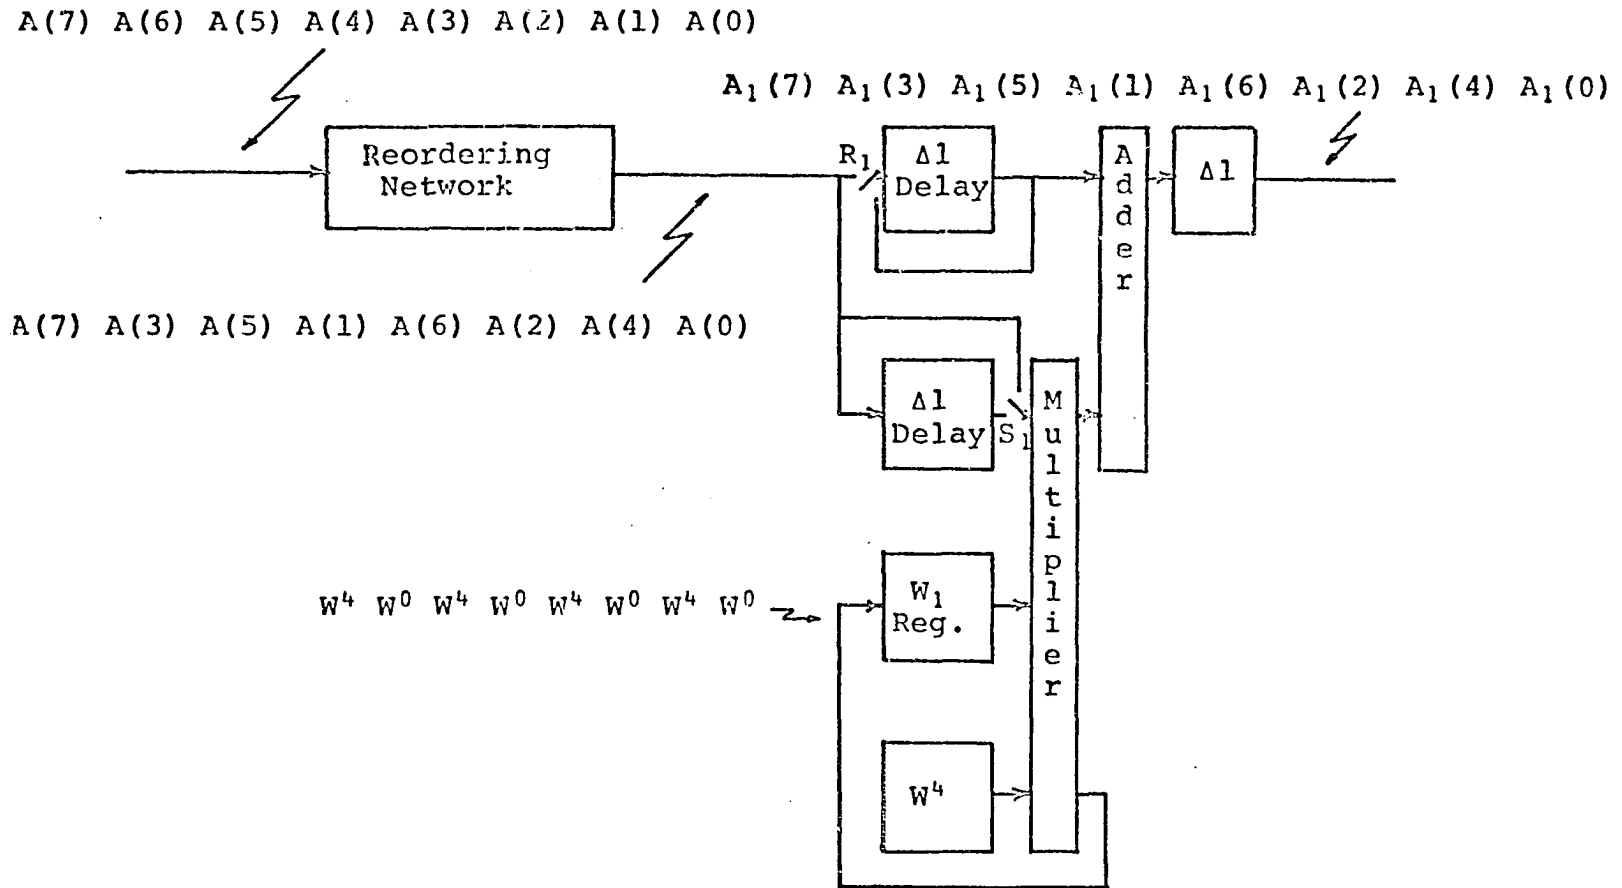 A(7) A(6) A(5) A(4) A(3) A(2) A(1) A(0)
A₁(7) A₁(3) A₁(5) A₁(1) A₁(6) A₁(2) A₁(4) A₁(0)
Reordering
Network
R₁
Δ1
Delay
Adder
Δ1
A(7) A(3) A(5) A(1) A(6) A(2) A(4) A(0)
Δ1
Delay
S₁
Multiplier
W⁴ W⁰ W⁴ W⁰ W⁴ W⁰ W⁴ W⁰
W₁
Reg.
W⁴